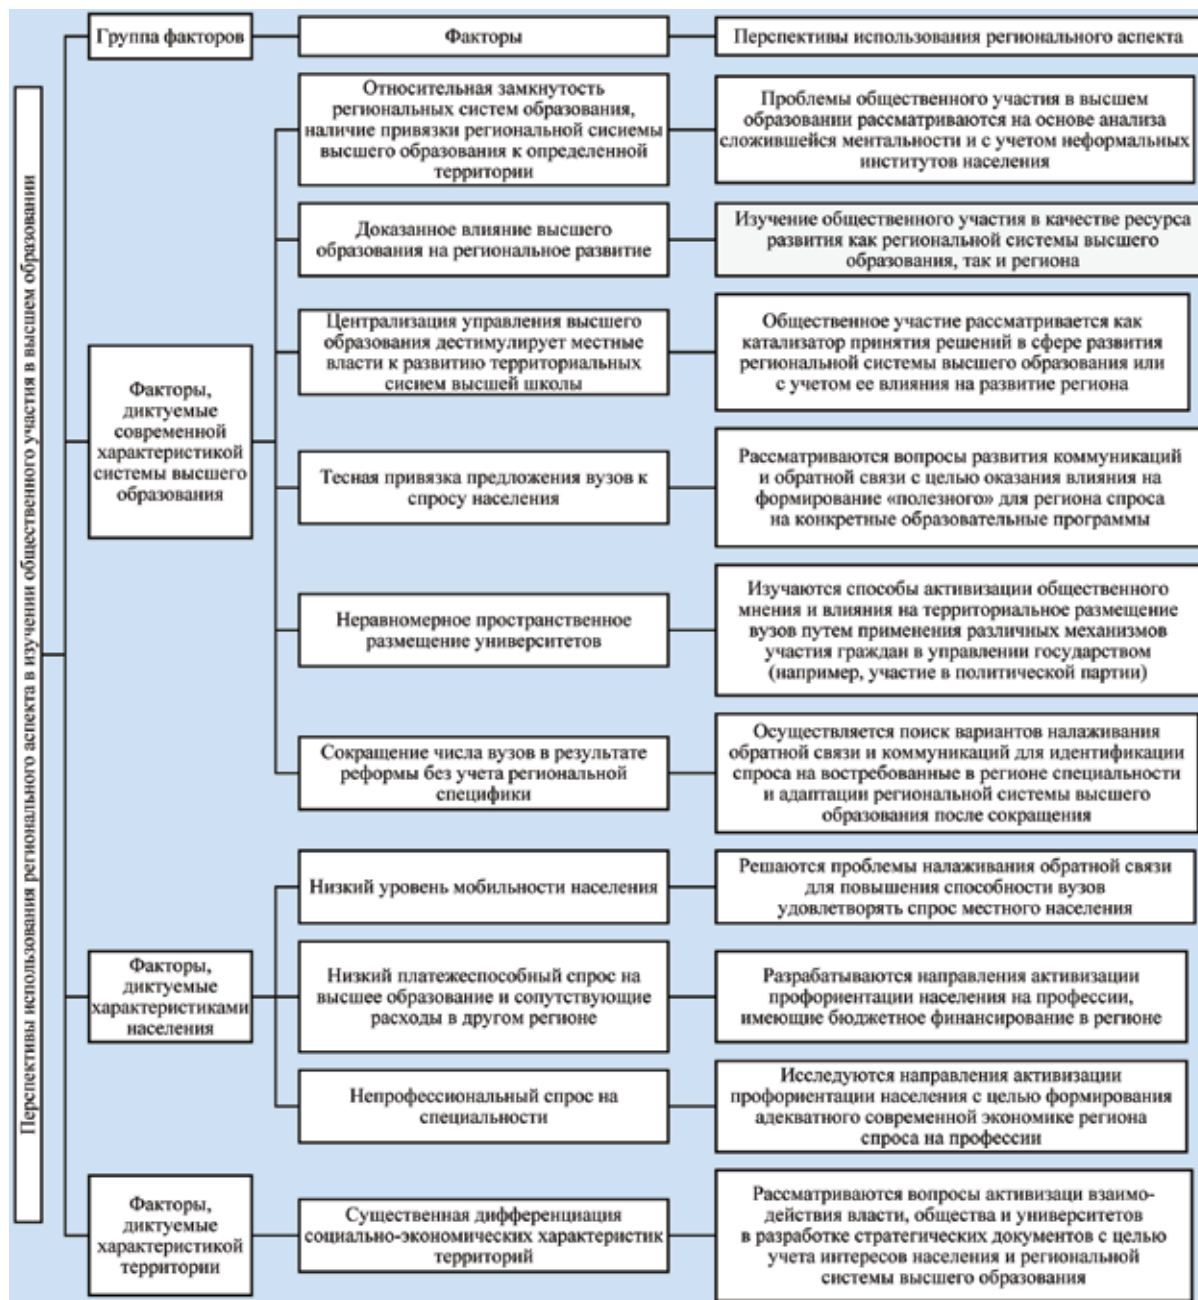 Перспективы использования регионального аспекта в изучении общественного участия в высшем образовании
Группа факторов
Факторы
Перспективы использования регионального аспекта
Факторы,
диктуемые
современной
характеристикой
системы высшего
образования
Относительная замкнутость
региональных систем образования,
наличие привязки региональной сисиемы
высшего образования к определенной
территории
Проблемы общественного участия в высшем
образовании рассматриваются на основе анализа
сложившейся ментальности и с учетом неформальных
институтов населения
Доказанное влияние высшего
образования на региональное развитие
Изучение общественного участия в качестве ресурса
развития как региональной системы высшего
образования, так и региона
Централизация управления высшего
образования дестимулирует местные
власти к развитию территориальных
сисием высшей школы
Общественное участие рассматривается как
катализатор принятия решений в сфере развития
региональной системы высшего образования или
с учетом ее влияния на развитие региона
Тесная привязка предложения вузов к
спросу населения
Рассматриваются вопросы развития коммуникаций
и обратной связи с целью оказания влияния на
формирование «полезного» для региона спроса
на конкретные образовательные программы
Неравномерное пространственное
размещение университетов
Изучаются способы активизации общественного
мнения и влияния на территориальное размещение
вузов путем применения различных механизмов
участия граждан в управлении государством
(например, участие в политической партии)
Сокращение числа вузов в результате
реформы без учета региональной
специфики
Осуществляется поиск вариантов налаживания
обратной связи и коммуникаций для идентификации
спроса на востребованные в регионе специальности
и адаптации региональной системы высшего
образования после сокращения
Факторы,
диктуемые
характеристиками
населения
Низкий уровень мобильности населения
Решаются проблемы налаживания обратной связи
для повышения способности вузов
удовлетворять спрос местного населения
Низкий платежеспособный спрос на
высшее образование и сопутствующие
расходы в другом регионе
Разрабатываются направления активизации
профориентации населения на профессии,
имеющие бюджетное финансирование в регионе
Непрофессиональный спрос на
специальности
Исследуются направления активизации
профориентации населения с целью формирования
адекватного современной экономике региона
спроса на профессии
Факторы,
диктуемые
характеристикой
территории
Существенная дифференциация
социально-экономических характеристик
территорий
Рассматриваются вопросы активизаци взаимо-
действия власти, общества и университетов
в разработке стратегических документов с целью
учета интересов населения и региональной
системы высшего образования